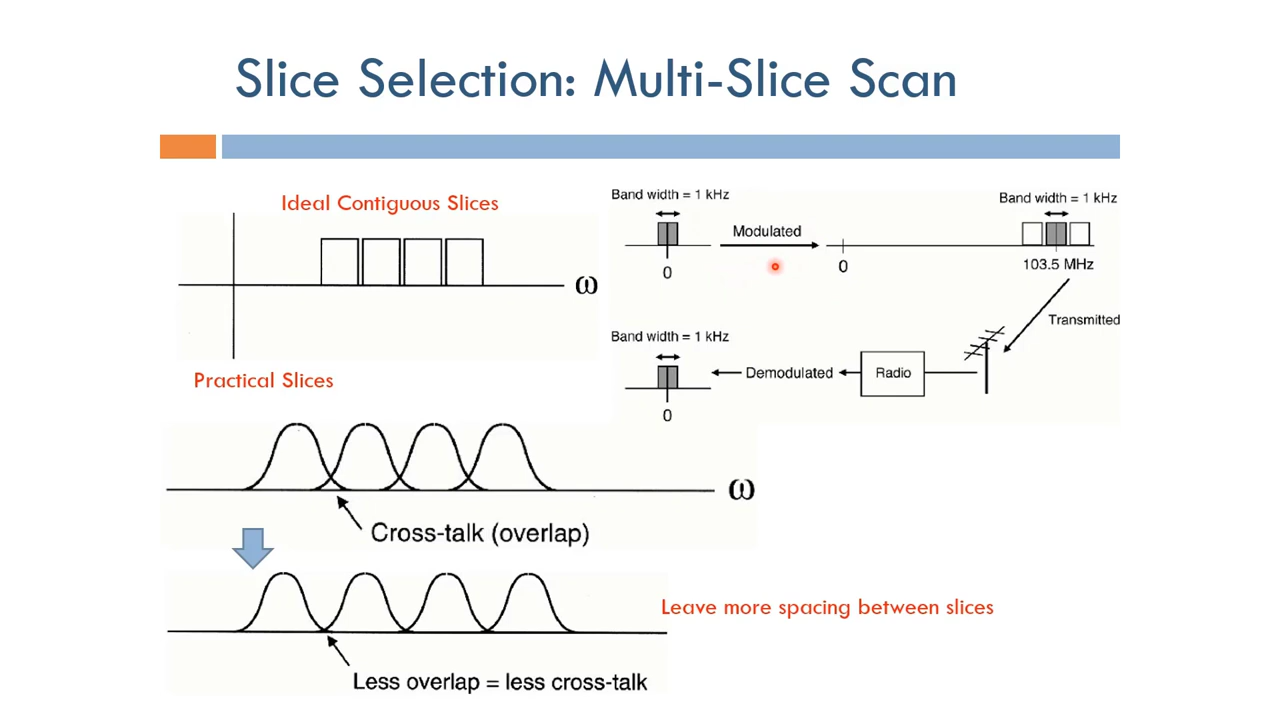 Slice Selection: Multi-Slice Scan
Ideal Contiguous Slices
ω
Practical Slices
ω
Cross-talk (overlap)
Less overlap = less cross-talk
Leave more spacing between slices
Band width = 1 kHz
0
Modulated
Band width = 1 kHz
0
103.5 MHz
Transmitted
Radio
Demodulated
Band width = 1 kHz
0